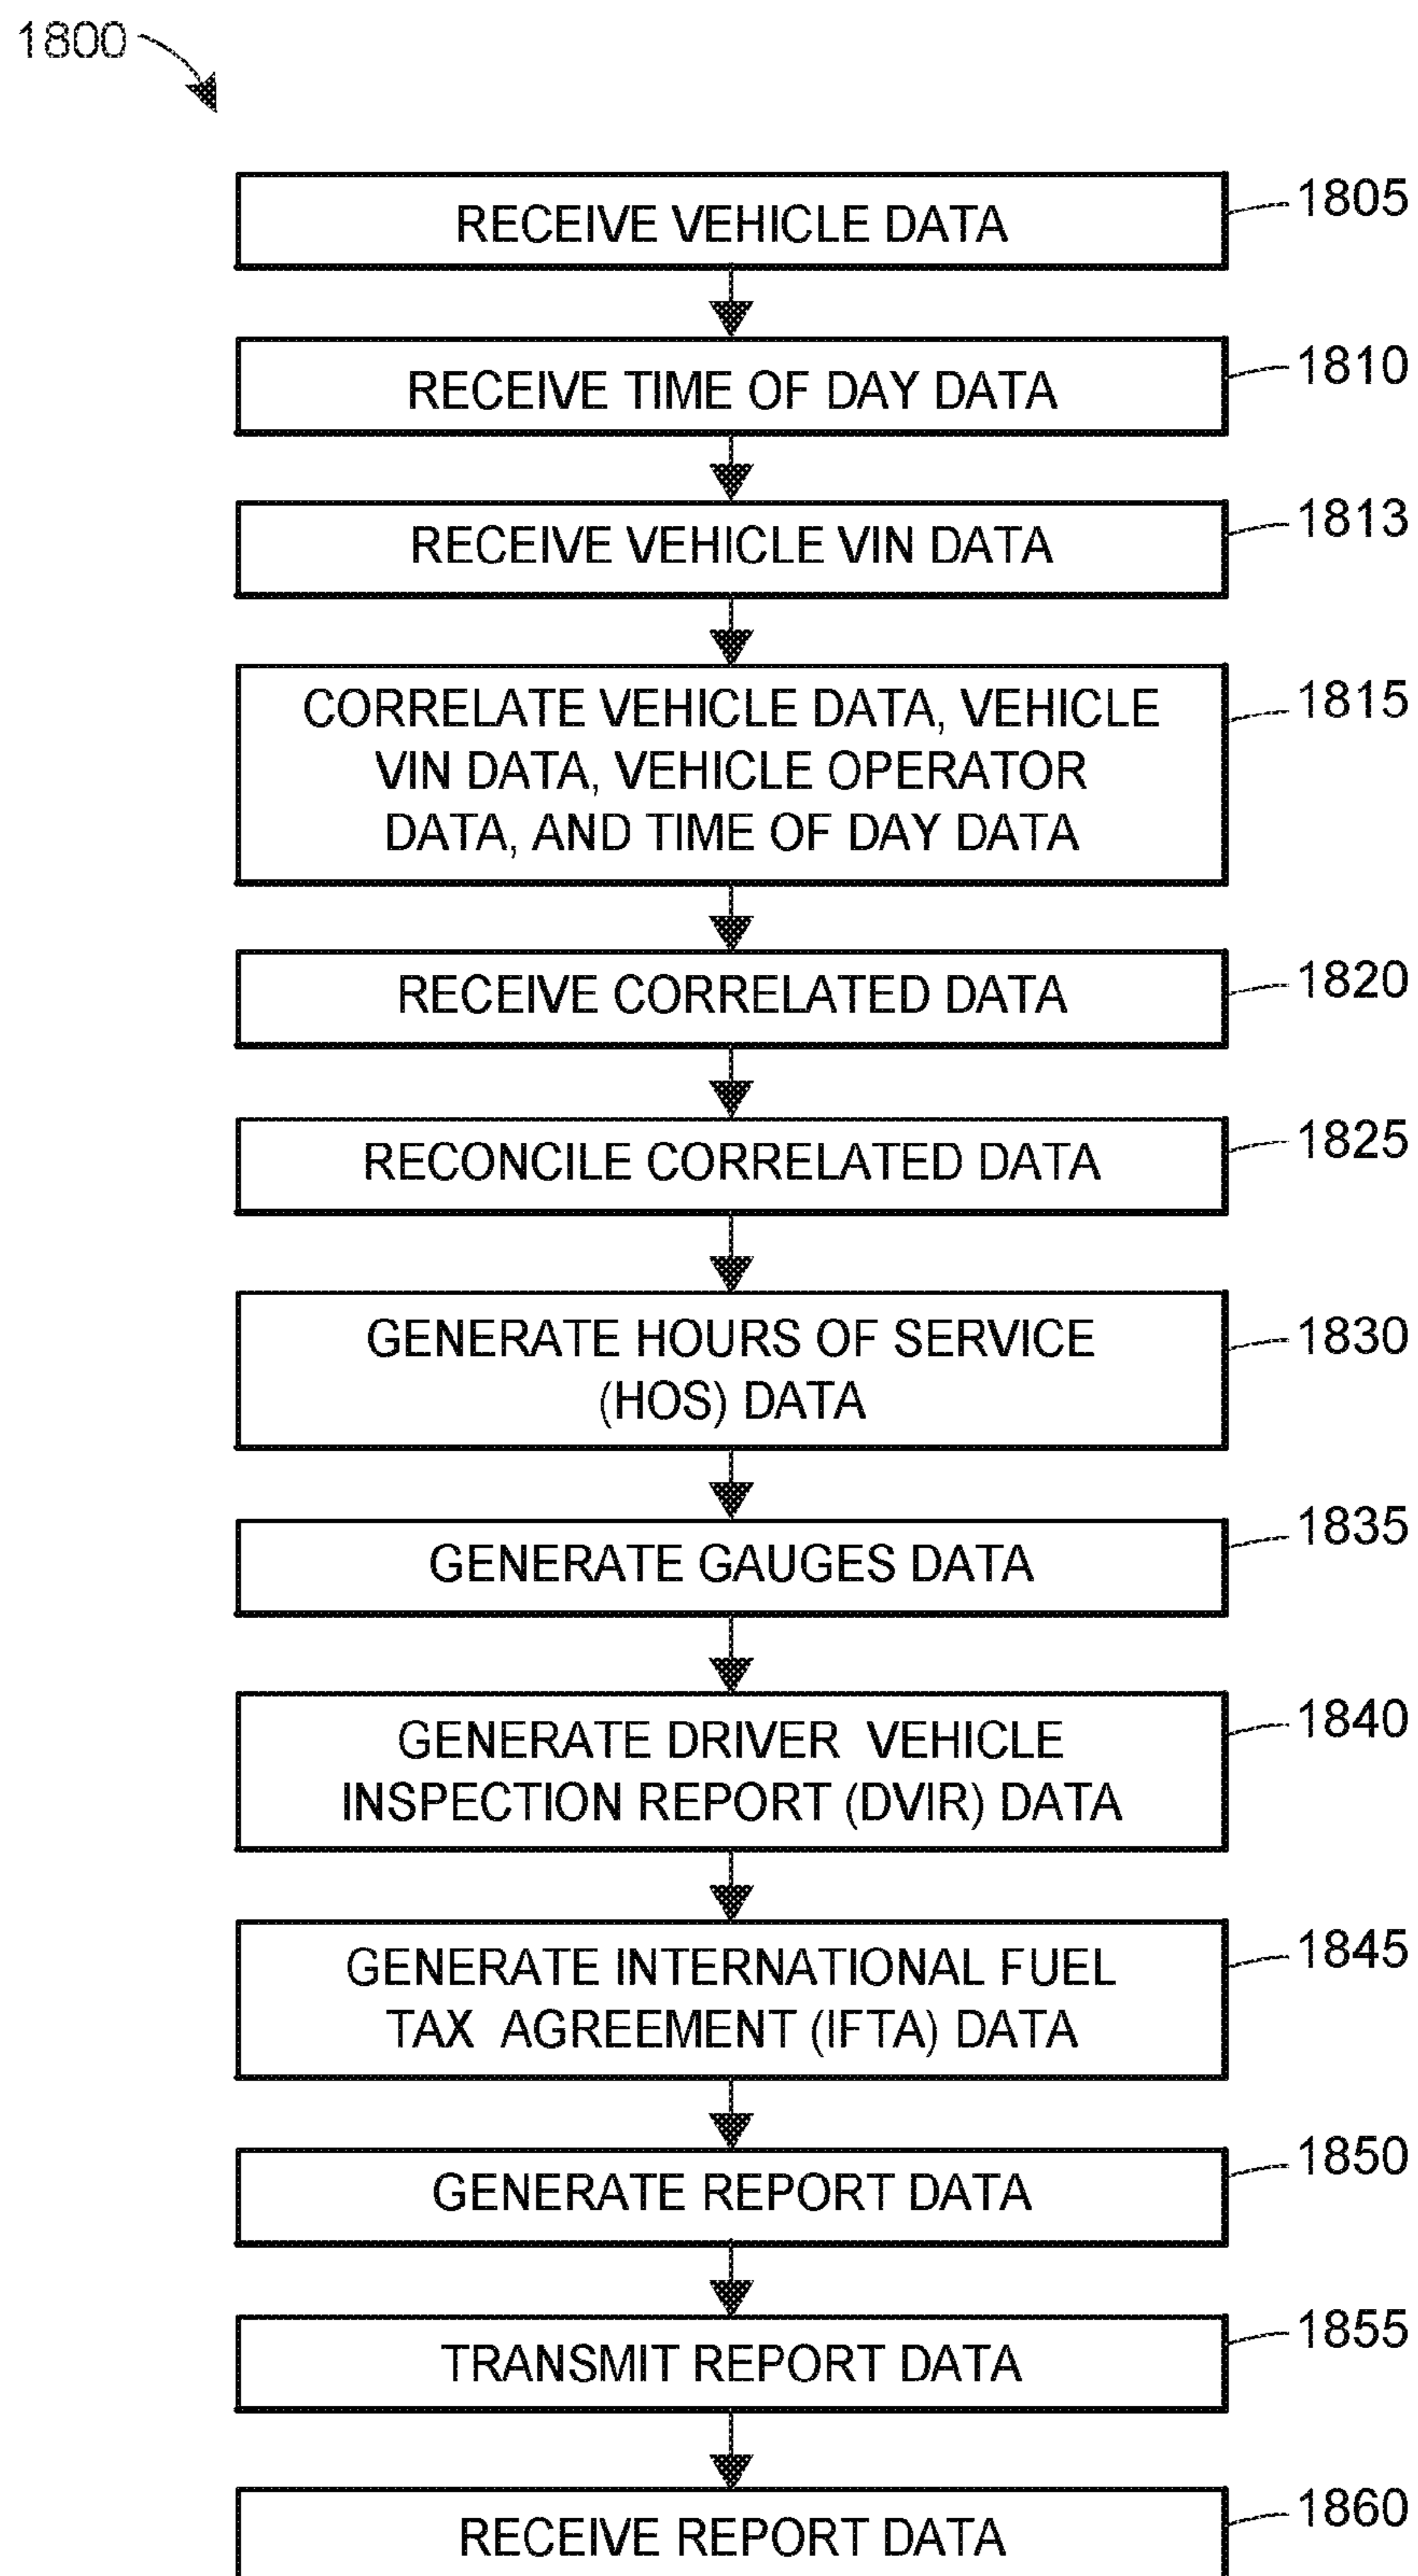 1800
RECEIVE VEHICLE DATA
1805
RECEIVE TIME OF DAY DATA
1810
RECEIVE VEHICLE VIN DATA
1813
CORRELATE VEHICLE DATA, VEHICLE
VIN DATA, VEHICLE OPERATOR
DATA, AND TIME OF DAY DATA
1815
RECEIVE CORRELATED DATA
1820
RECONCILE CORRELATED DATA
1825
GENERATE HOURS OF SERVICE
(HOS) DATA
1830
GENERATE GAUGES DATA
1835
GENERATE DRIVER VEHICLE
INSPECTION REPORT (DVIR) DATA
1840
GENERATE INTERNATIONAL FUEL
TAX AGREEMENT (IFTA) DATA
1845
GENERATE REPORT DATA
1850
TRANSMIT REPORT DATA
1855
RECEIVE REPORT DATA
1860